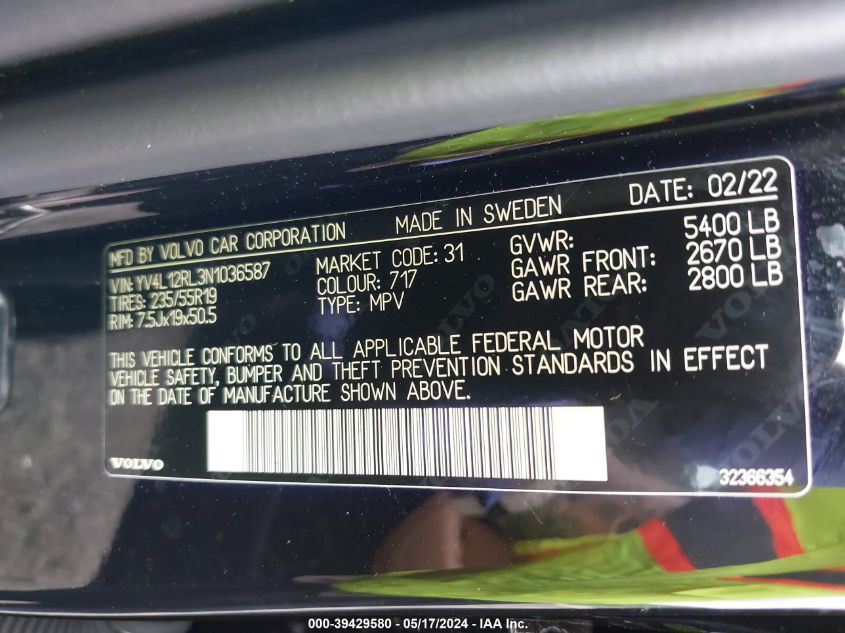 MFD BY VOLVO CAR CORPORATION MADE IN SWEDEN DATE: 02/22
VIN: YV4L12RL3N1036587 MARKET CODE: 31 GVWR: 5400 LB
TIRES: 235/55R19 COLOUR: 717 GAWR FRONT: 2670 LB
RIM: 7.5Jx19x50.5 TYPE: MPV GAWR REAR: 2800 LB
THIS VEHICLE CONFORMS TO ALL APPLICABLE FEDERAL MOTOR
VEHICLE SAFETY, BUMPER AND THEFT PREVENTION STANDARDS IN EFFECT
ON THE DATE OF MANUFACTURE SHOWN ABOVE.
VOLVO 32366354
000-39429580 - 05/17/2024 - IAA Inc.